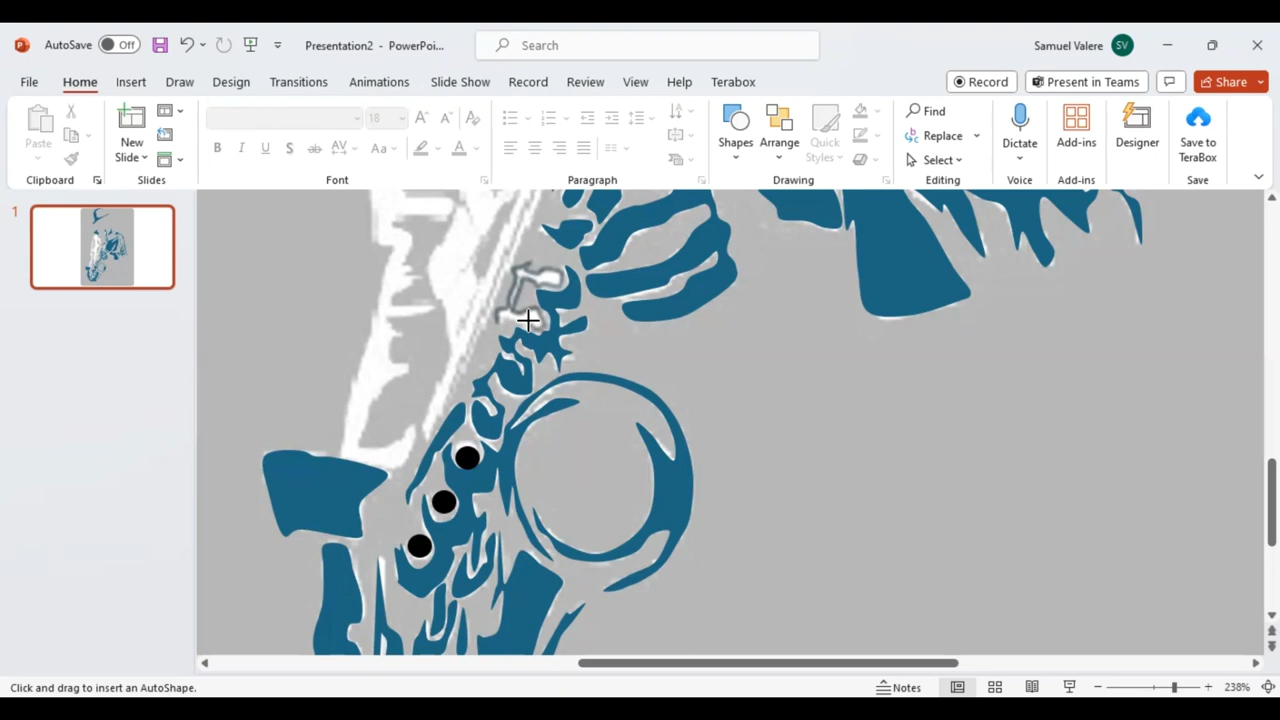 AutoSave Off Presentation2 - PowerPoi... Search Samuel Valere SV
File Home Insert Draw Design Transitions Animations Slide Show Record Review View Help Terabox Record Present in Teams Share
Paste New Slide 18 B I U S ab AV Aa A Shapes Arrange Quick Styles Find Replace Select Dictate Add-ins Designer Save to TeraBox
Clipboard Slides Font Paragraph Drawing Editing Voice Add-ins Save
1
Click and drag to insert an AutoShape. Notes 238%